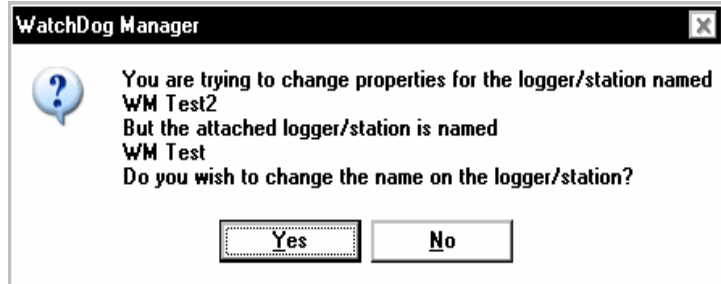 WatchDog Manager
You are trying to change properties for the logger/station named
WM Test2
But the attached logger/station is named
WM Test
Do you wish to change the name on the logger/station?
Yes
No